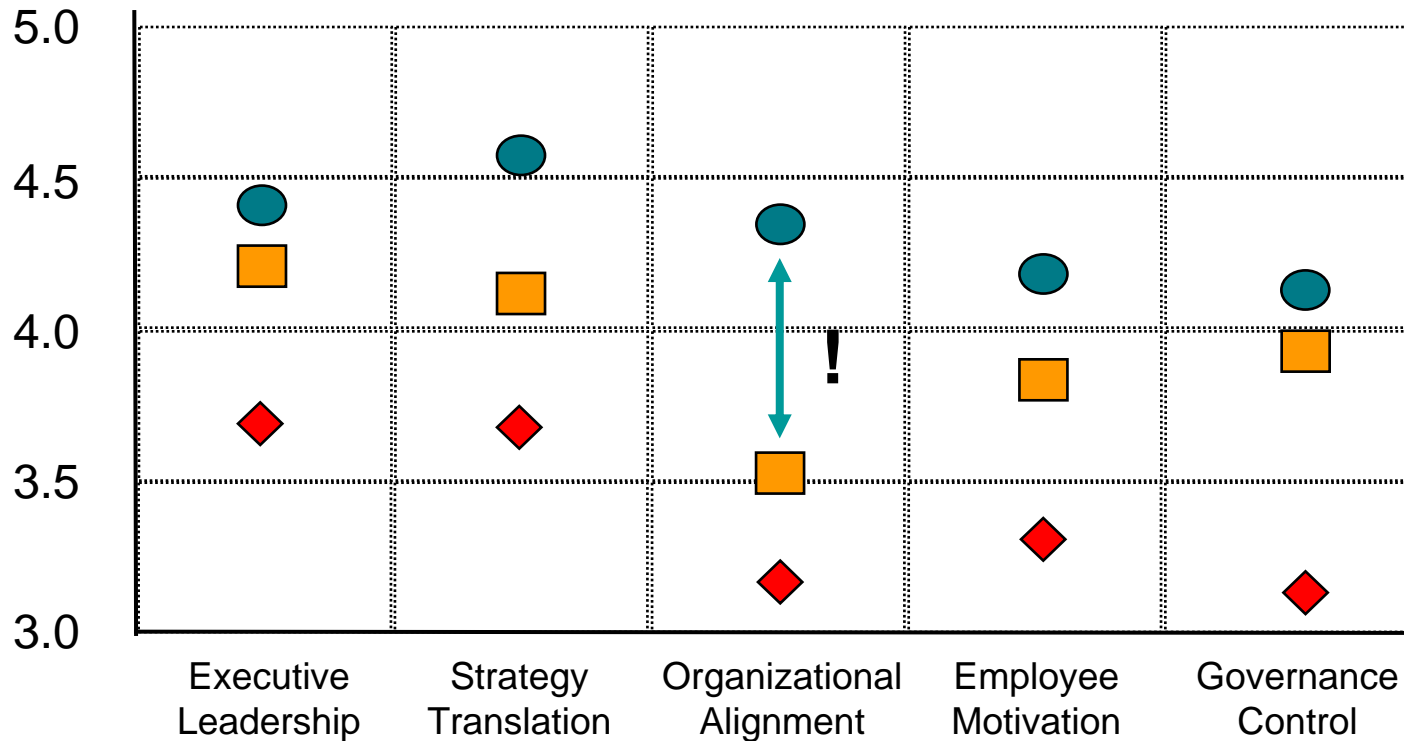 5.0
4.5
4.0
!
3.5
3.0
Executive Leadership
Strategy Translation
Organizational Alignment
Employee Motivation
Governance Control